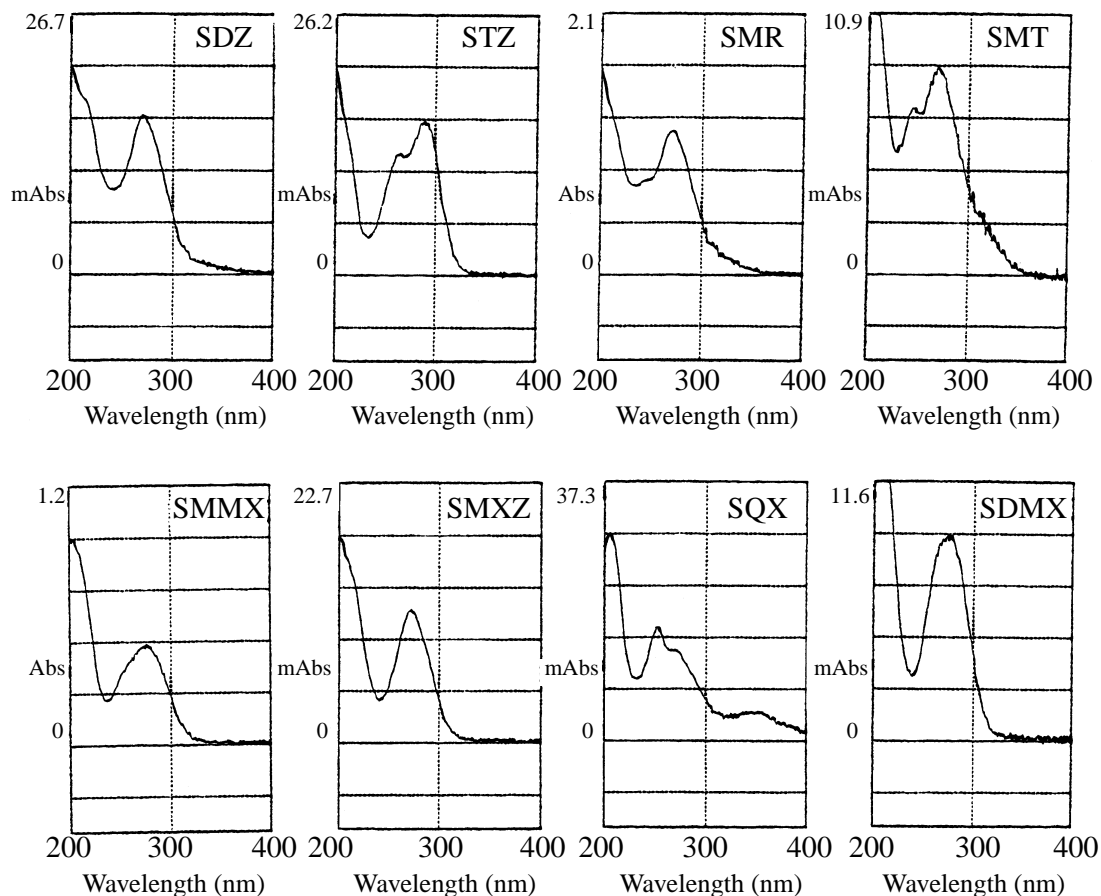 26.7 SDZ
mAbs
0
200 300 400
Wavelength (nm)
26.2 STZ
mAbs
0
200 300 400
Wavelength (nm)
2.1 SMR
Abs
0
200 300 400
Wavelength (nm)
10.9 SMT
mAbs
0
200 300 400
Wavelength (nm)
1.2 SMMX
Abs
0
200 300 400
Wavelength (nm)
22.7 SMXZ
mAbs
0
200 300 400
Wavelength (nm)
37.3 SQX
mAbs
0
200 300 400
Wavelength (nm)
11.6 SDMX
mAbs
0
200 300 400
Wavelength (nm)